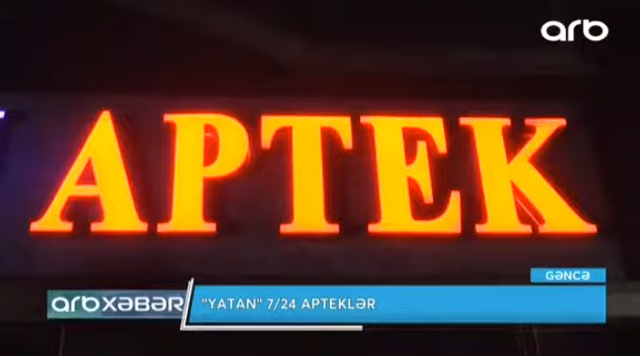 arb
APTEK
GƏNCƏ
arbXƏBƏR
"YATAN" 7/24 APTEKLƏR